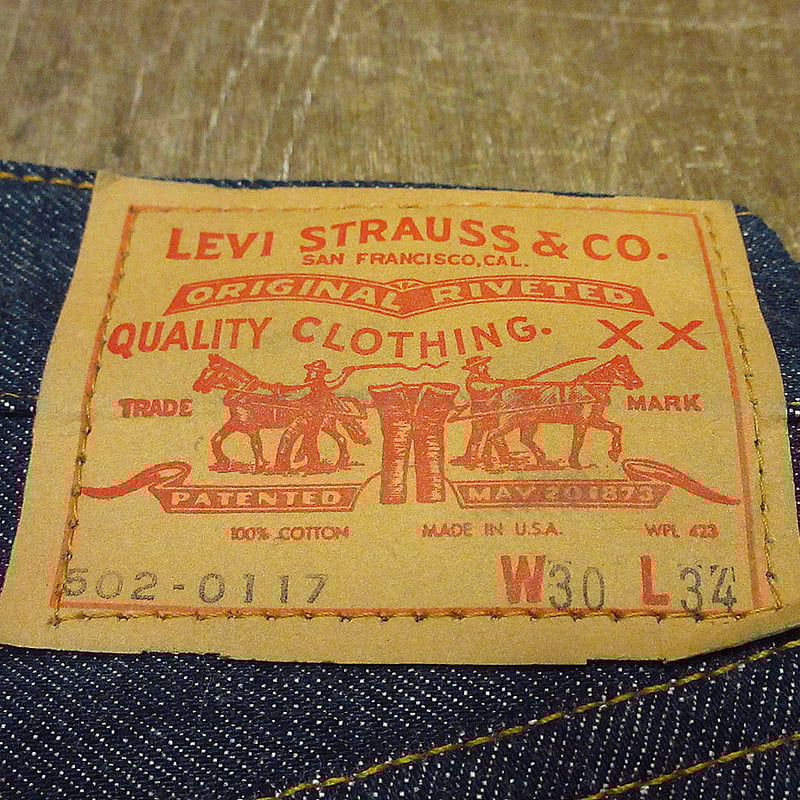 LEVI STRAUSS & CO.
SAN FRANCISCO, CAL.
ORIGINAL RIVETED
QUALITY CLOTHING. XX
TRADE MARK
PATENTED MAY 20 1873
100% COTTON MADE IN U.S.A. WPL 423
502-0117 W30 L34